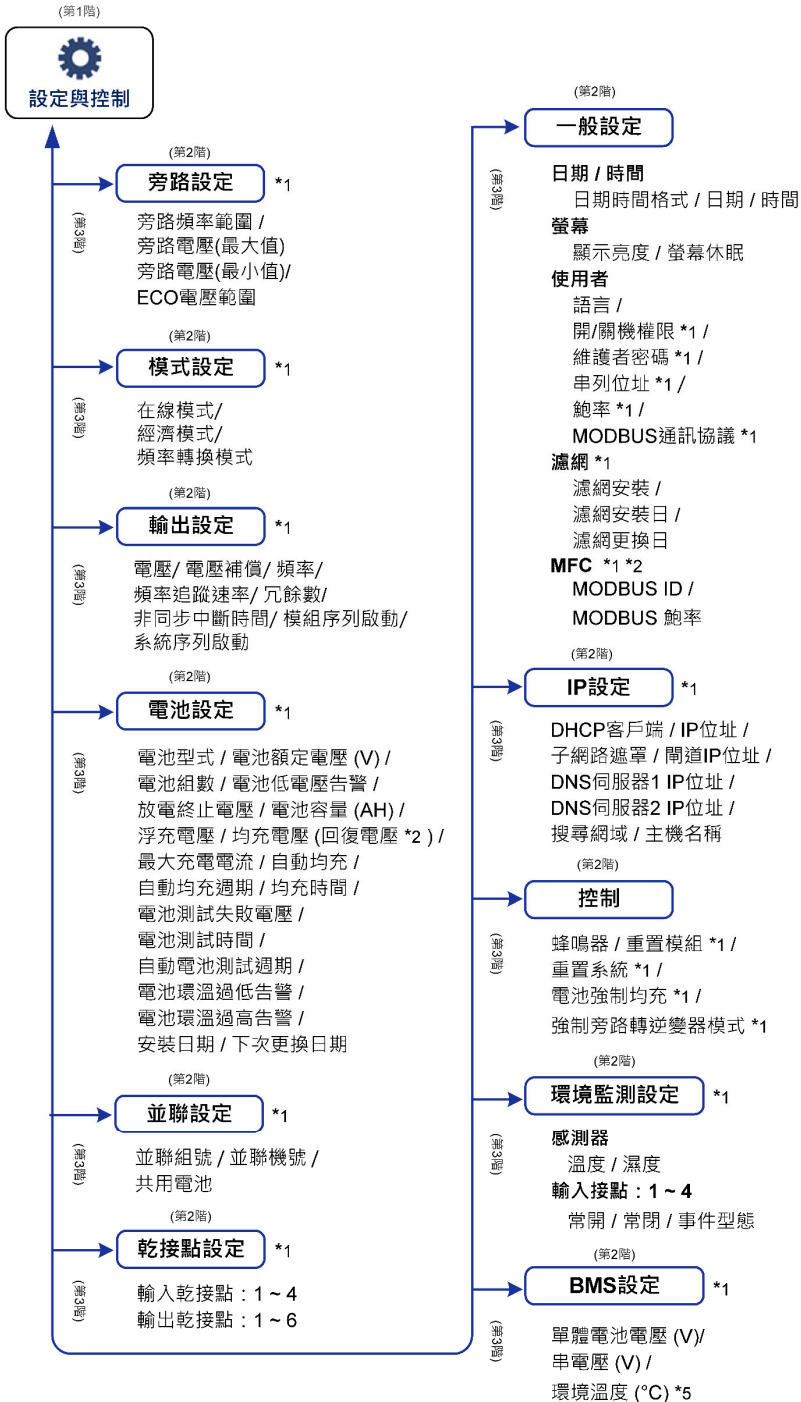 (第1階)
設定與控制
(第2階)
旁路設定 *1
(第3階)
旁路頻率範圍 /
旁路電壓(最大值)
旁路電壓(最小值)/
ECO電壓範圍
(第2階)
模式設定 *1
(第3階)
在線模式/
經濟模式/
頻率轉換模式
(第2階)
輸出設定 *1
(第3階)
電壓/ 電壓補償/ 頻率/
頻率追蹤速率/ 冗餘數/
非同步中斷時間/ 模組序列啟動/
系統序列啟動
(第2階)
電池設定 *1
(第3階)
電池型式 / 電池額定電壓 (V) /
電池組數 / 電池低電壓告警 /
放電終止電壓 / 電池容量 (AH) /
浮充電壓 / 均充電壓 (回復電壓 *2 ) /
最大充電電流 / 自動均充 /
自動均充週期 / 均充時間 /
電池測試失敗電壓 /
電池測試時間 /
自動電池測試週期 /
電池環溫過低告警 /
電池環溫過高告警 /
安裝日期 / 下次更換日期
(第2階)
並聯設定 *1
(第3階)
並聯組號 / 並聯機號 /
共用電池
(第2階)
乾接點設定 *1
(第3階)
輸入乾接點：1 ~ 4
輸出乾接點：1 ~ 6
(第2階)
一般設定
(第3階)
日期 / 時間
日期時間格式 / 日期 / 時間
螢幕
顯示亮度 / 螢幕休眠
使用者
語言 /
開/關機權限 *1 /
維護者密碼 *1 /
串列位址 *1 /
鮑率 *1 /
MODBUS通訊協議 *1
濾網 *1
濾網安裝 /
濾網安裝日 /
濾網更換日
MFC *1 *2
MODBUS ID /
MODBUS 鮑率
(第2階)
IP設定 *1
(第3階)
DHCP客戶端 / IP位址 /
子網路遮罩 / 閘道IP位址 /
DNS伺服器1 IP位址 /
DNS伺服器2 IP位址 /
搜尋網域 / 主機名稱
(第2階)
控制
(第3階)
蜂鳴器 / 重置模組 *1 /
重置系統 *1 /
電池強制均充 *1 /
強制旁路轉逆變器模式 *1
(第2階)
環境監測設定 *1
(第3階)
感測器
溫度 / 濕度
輸入接點：1 ~ 4
常開 / 常閉 / 事件型態
(第2階)
BMS設定 *1
(第3階)
單體電池電壓 (V)/
串電壓 (V) /
環境溫度 (°C) *5